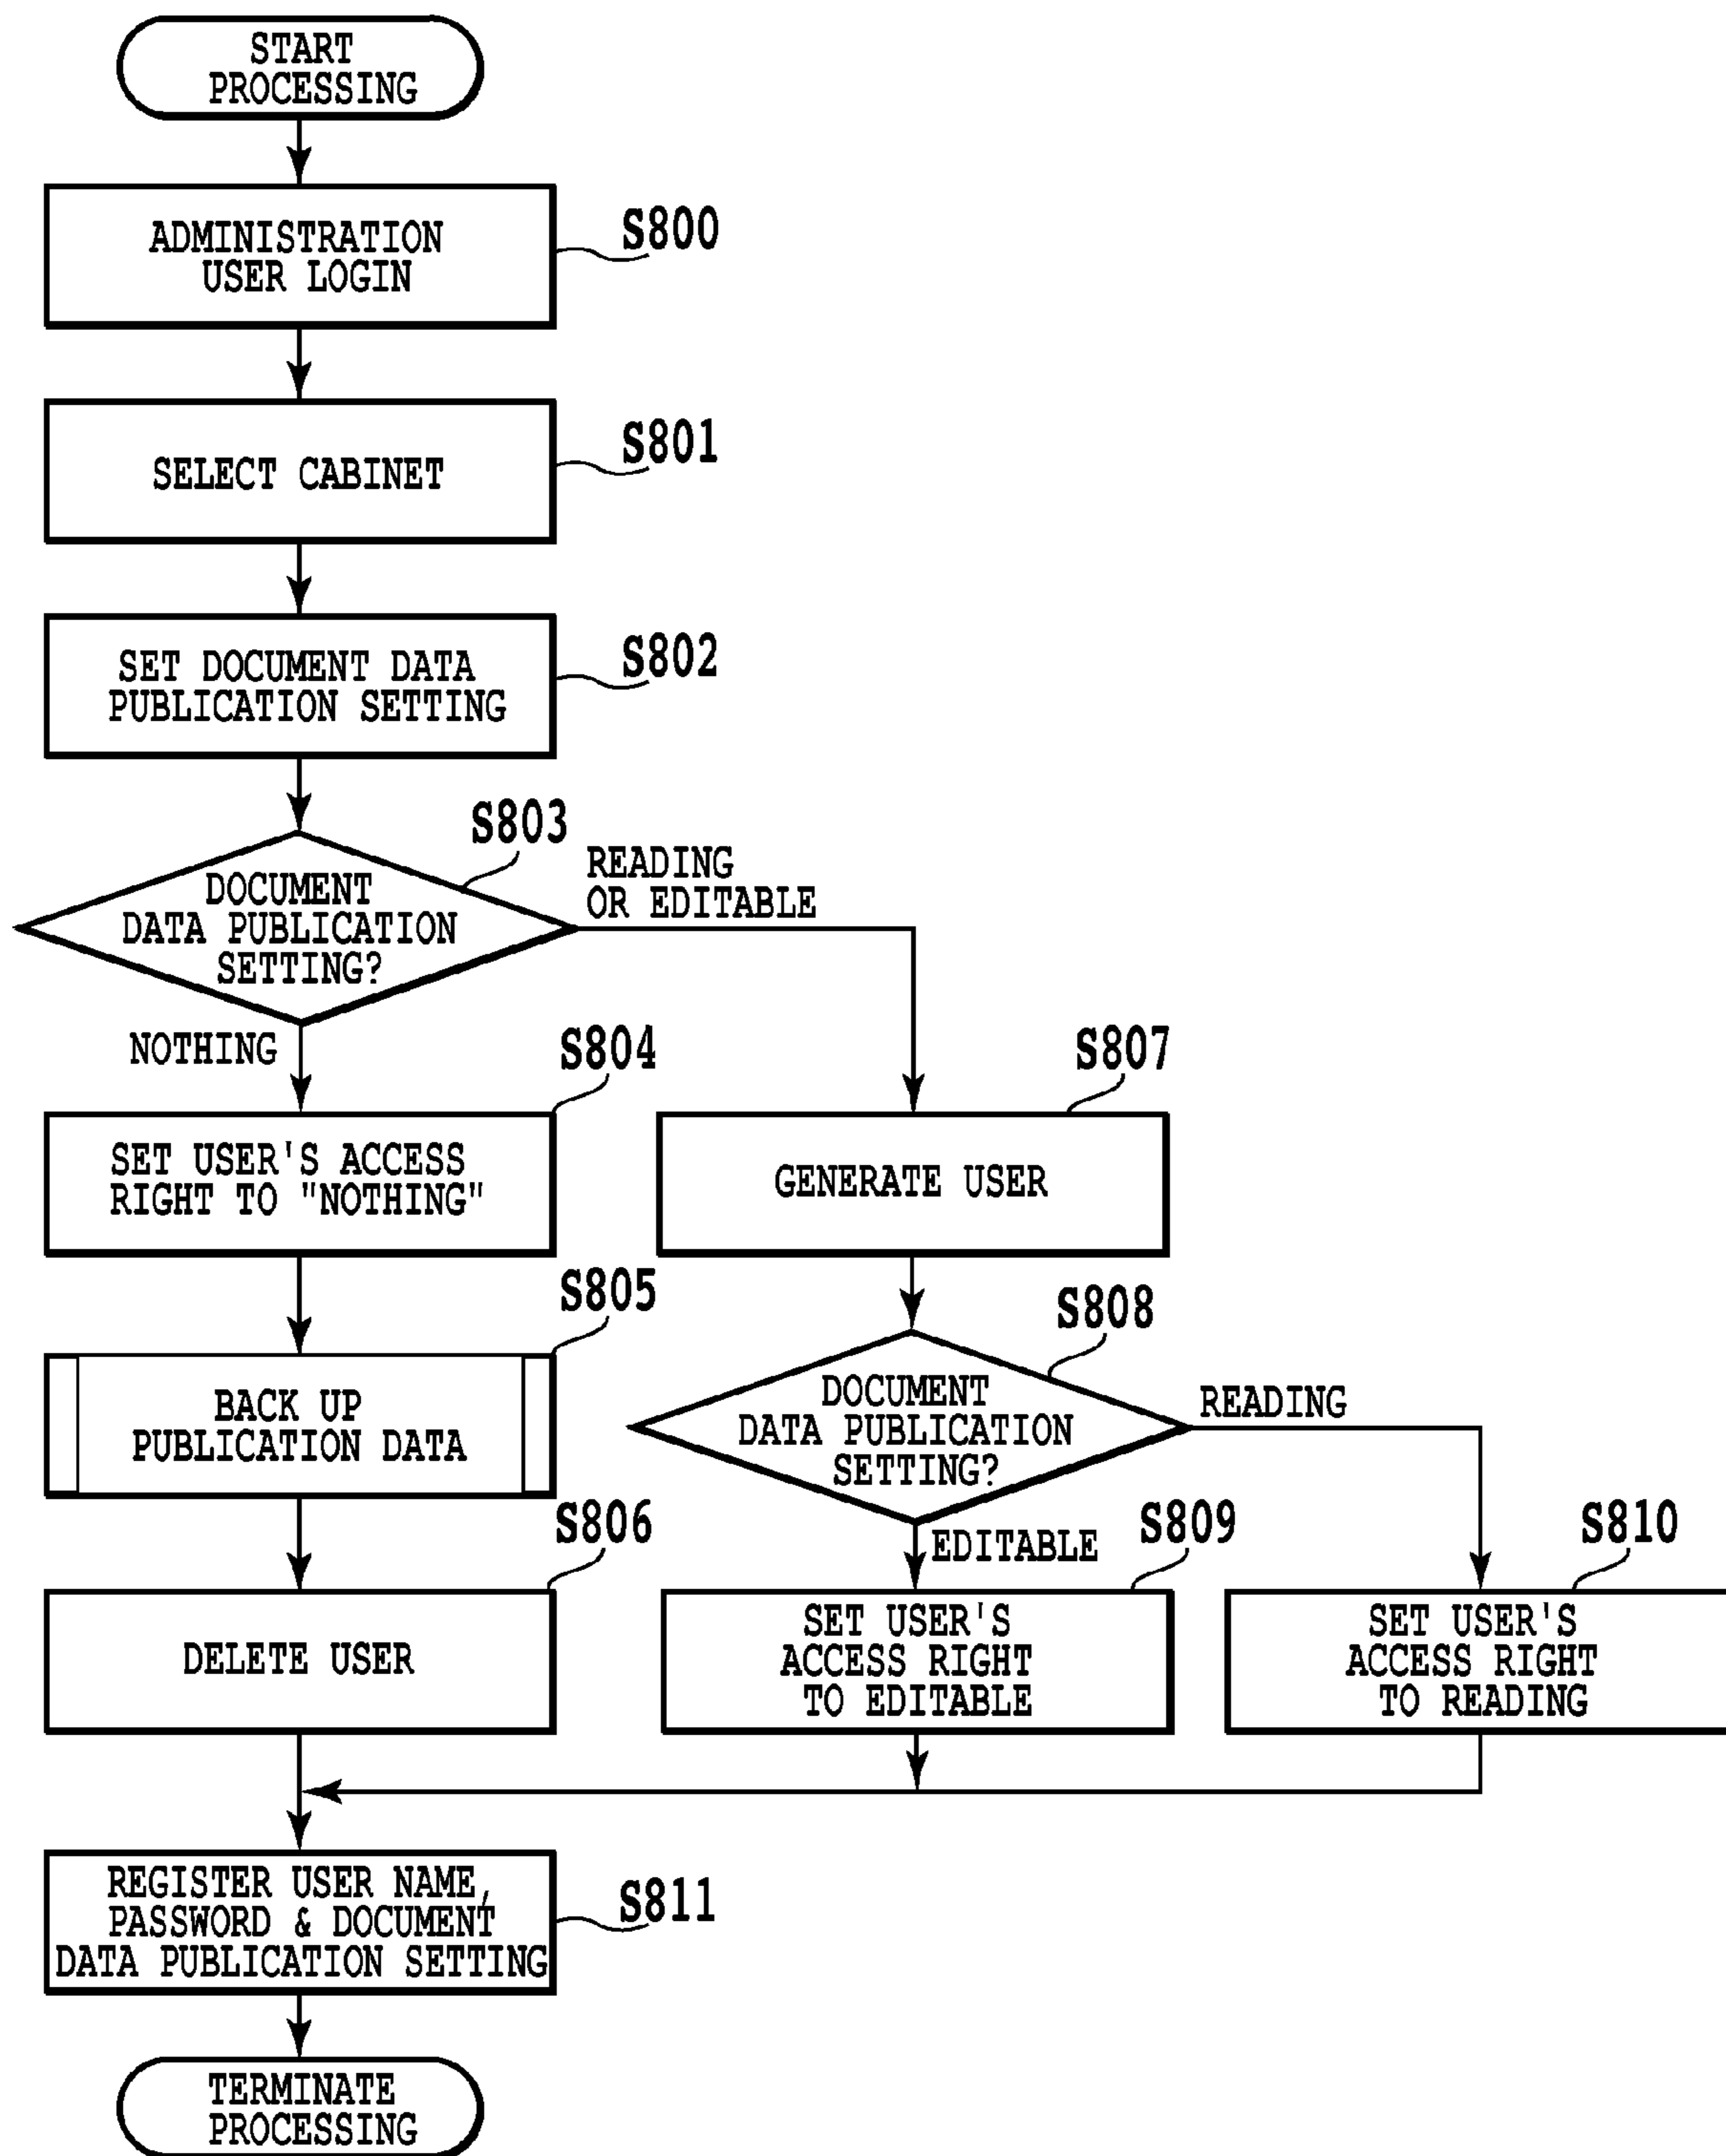 START
PROCESSING
ADMINISTRATION
USER LOGIN
S800
SELECT CABINET
S801
SET DOCUMENT DATA
PUBLICATION SETTING
S802
S803
DOCUMENT
DATA PUBLICATION
SETTING?
READING
OR EDITABLE
NOTHING
S804
SET USER'S ACCESS
RIGHT TO "NOTHING"
S807
GENERATE USER
S805
BACK UP
PUBLICATION DATA
S808
DOCUMENT
DATA PUBLICATION
SETTING?
READING
EDITABLE
S806
DELETE USER
S809
SET USER'S
ACCESS RIGHT
TO EDITABLE
S810
SET USER'S
ACCESS RIGHT
TO READING
REGISTER USER NAME,
PASSWORD & DOCUMENT
DATA PUBLICATION SETTING
S811
TERMINATE
PROCESSING